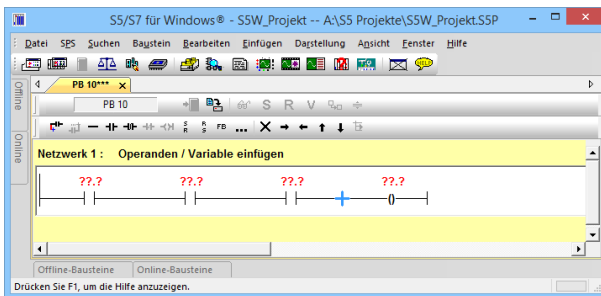 S5/S7 für Windows® - S5W_Projekt -- A:\S5 Projekte\S5W_Projekt.S5P
Datei SPS Suchen Baustein Bearbeiten Einfügen Darstellung Ansicht Fenster Hilfe
Offline
PB 10***
PB 10
S R V
S R R S FB ...
Online
Netzwerk 1 : Operanden / Variable einfügen
??.? ??.? ??.? ??.?
Offline-Bausteine Online-Bausteine
Drücken Sie F1, um die Hilfe anzuzeigen.